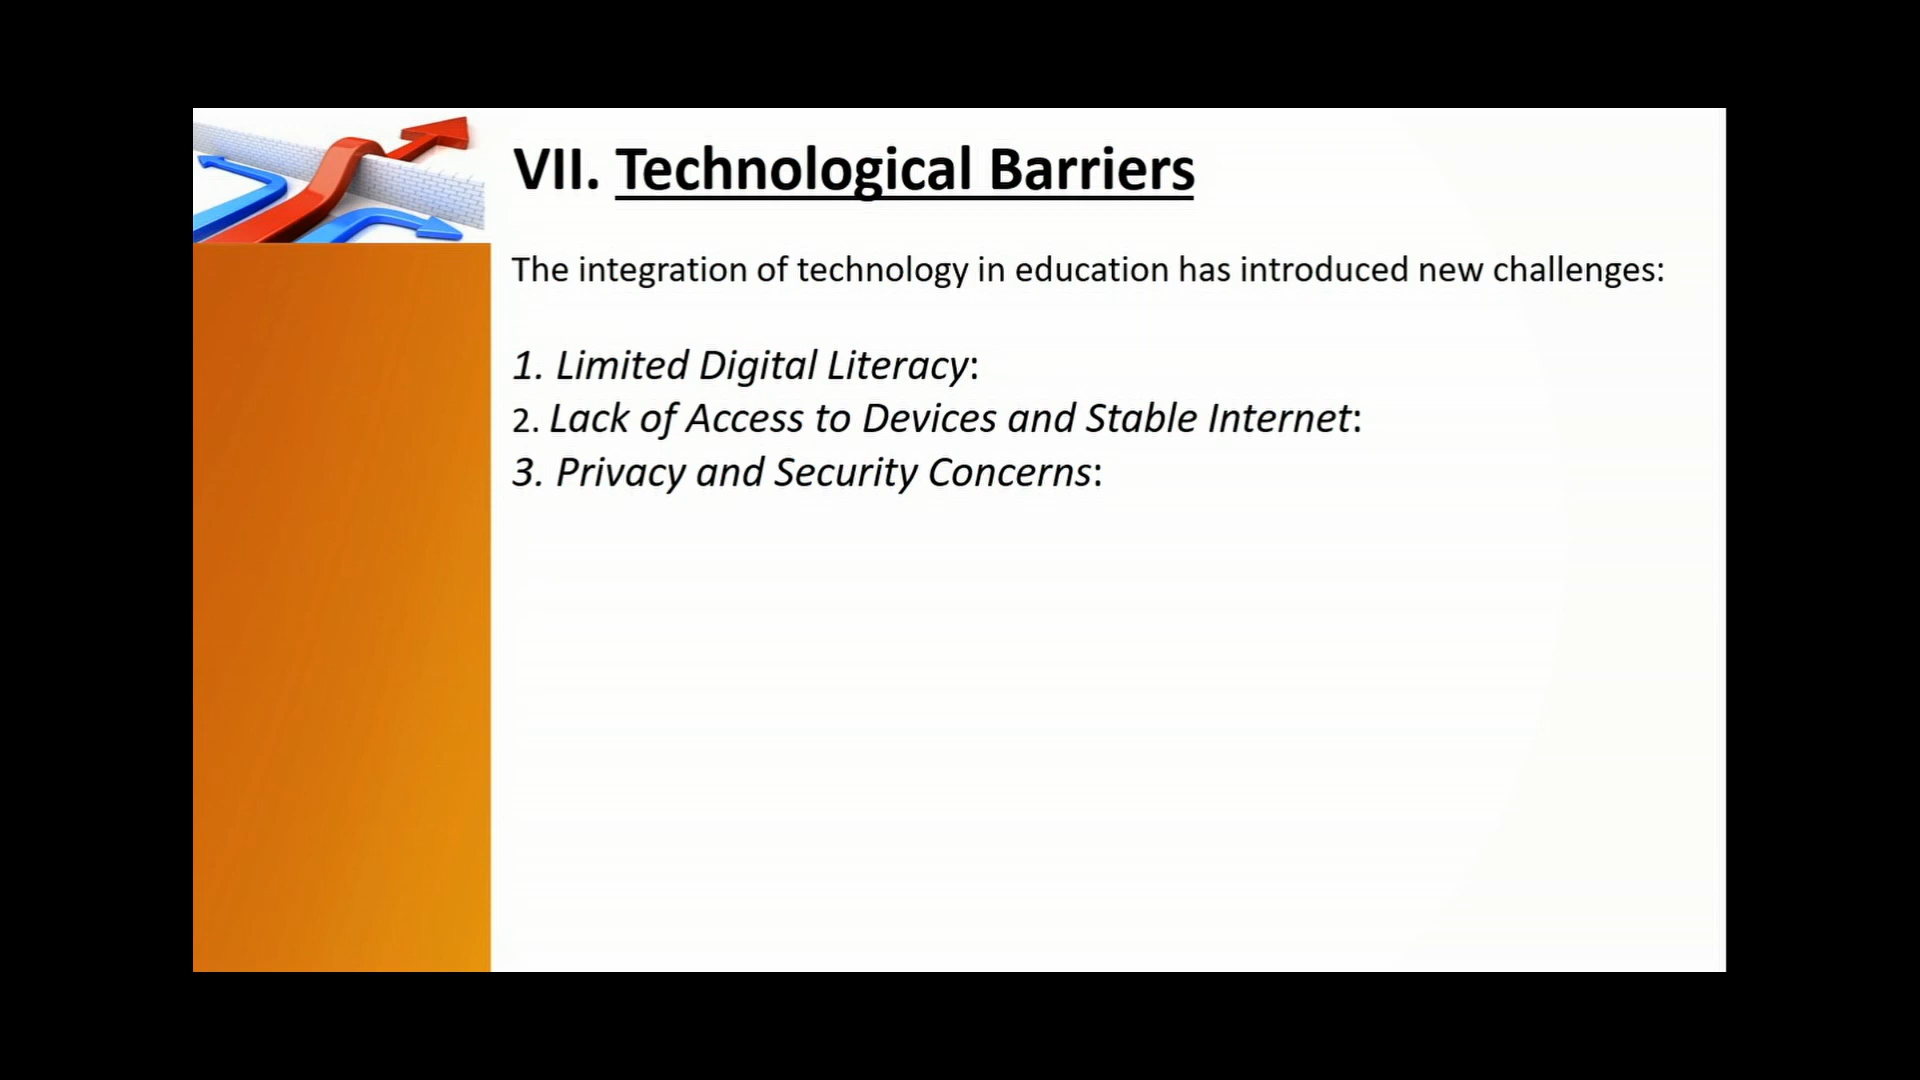 VII. Technological Barriers
The integration of technology in education has introduced new challenges:
1. Limited Digital Literacy:
2. Lack of Access to Devices and Stable Internet:
3. Privacy and Security Concerns: